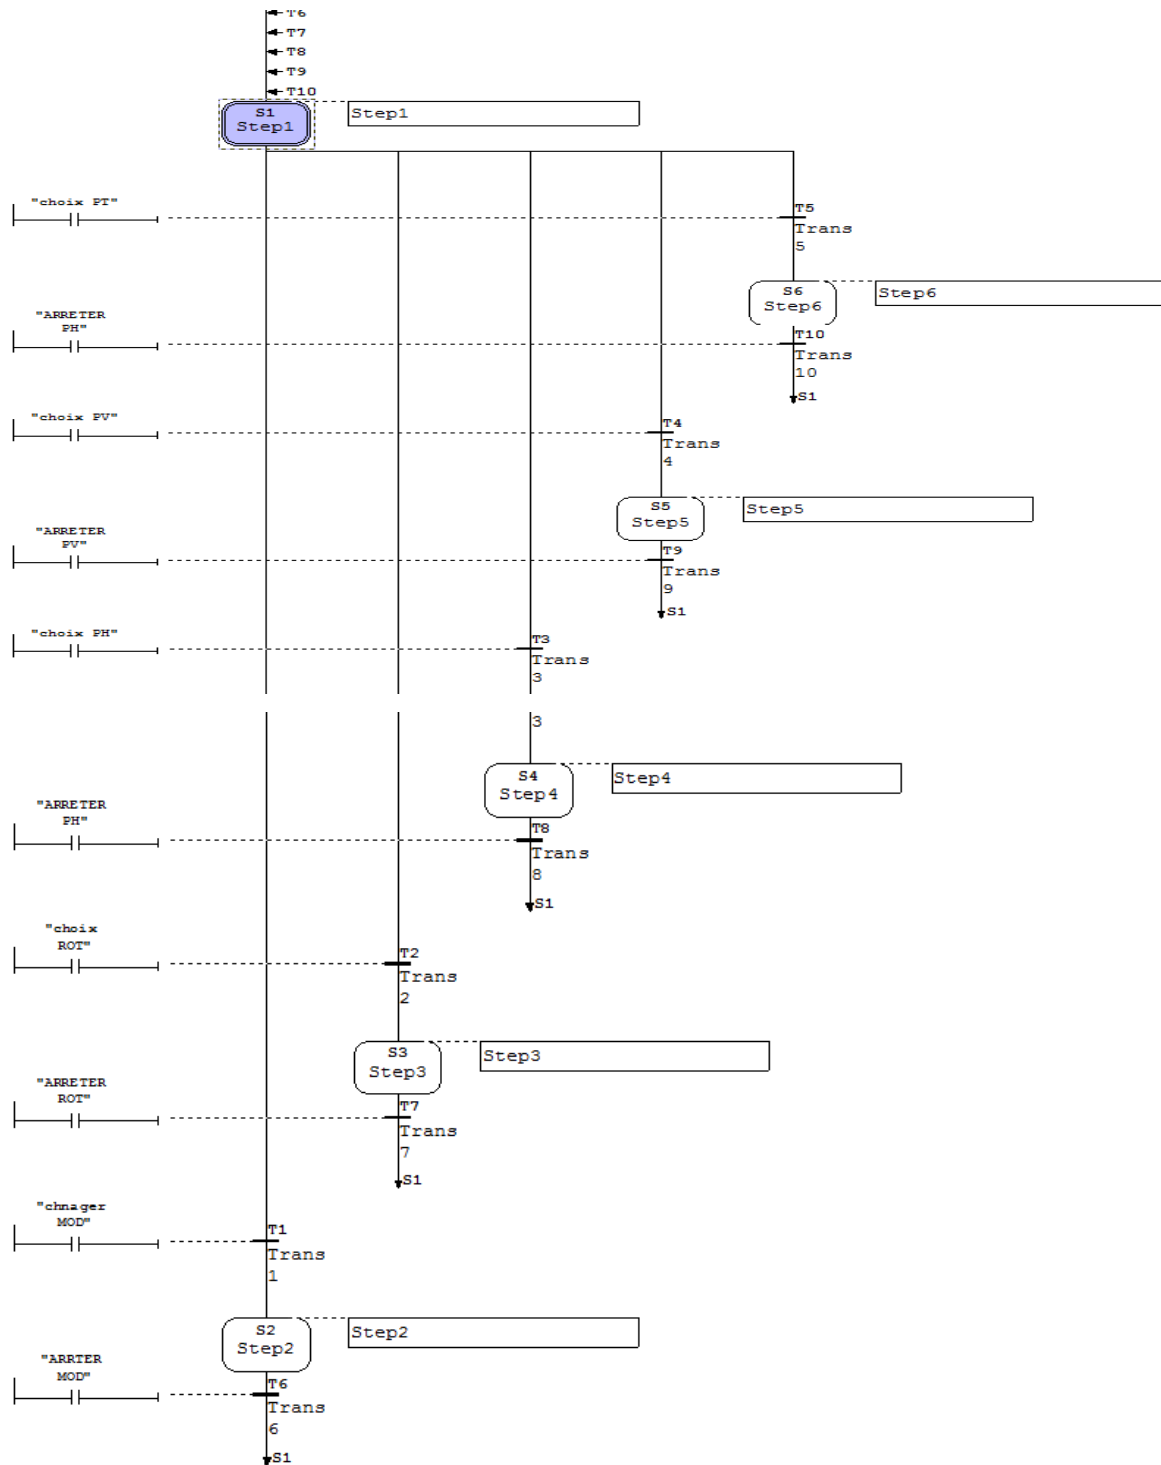 T6
T7
T8
T9
T10
S1
Step1
Step1
"choix PT"
T5
Trans
5
S6
Step6
Step6
"ARRETER
PH"
T10
Trans
10
S1
"choix PV"
T4
Trans
4
S5
Step5
Step5
"ARRETER
PV"
T9
Trans
9
S1
"choix PH"
T3
Trans
3
3
S4
Step4
Step4
"ARRETER
PH"
T8
Trans
8
S1
"choix
ROT"
T2
Trans
2
S3
Step3
Step3
"ARRETER
ROT"
T7
Trans
7
S1
"chnager
MOD"
T1
Trans
1
S2
Step2
Step2
"ARRTER
MOD"
T6
Trans
6
S1